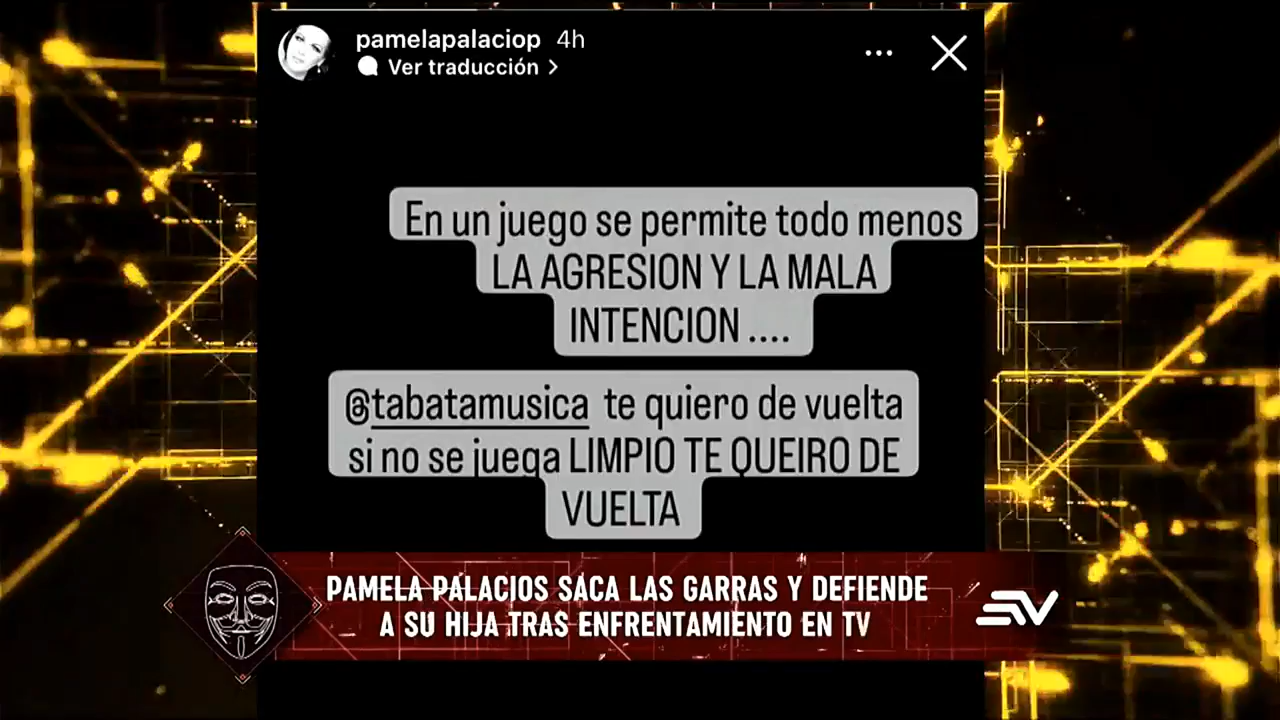 pamelapalaciop 4h
Ver traducción >
En un juego se permite todo menos
LA AGRESION Y LA MALA
INTENCION ....
@tabatamusica te quiero de vuelta
si no se juega LIMPIO TE QUEIRO DE
VUELTA
PAMELA PALACIOS SACA LAS GARRAS Y DEFIENDE
A SU HIJA TRAS ENFRENTAMIENTO EN TV